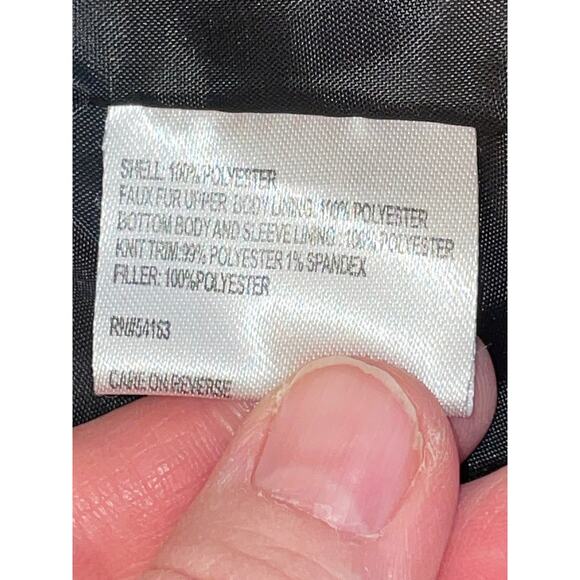 SHELL: 100% POLYESTER
FAUX FUR UPPER BODY LINING: 100% POLYESTER
BOTTOM BODY AND SLEEVE LINING: 100% POLYESTER
KNIT TRIM: 99% POLYESTER 1% SPANDEX
FILLER: 100%POLYESTER
RN#54163
CARE ON REVERSE